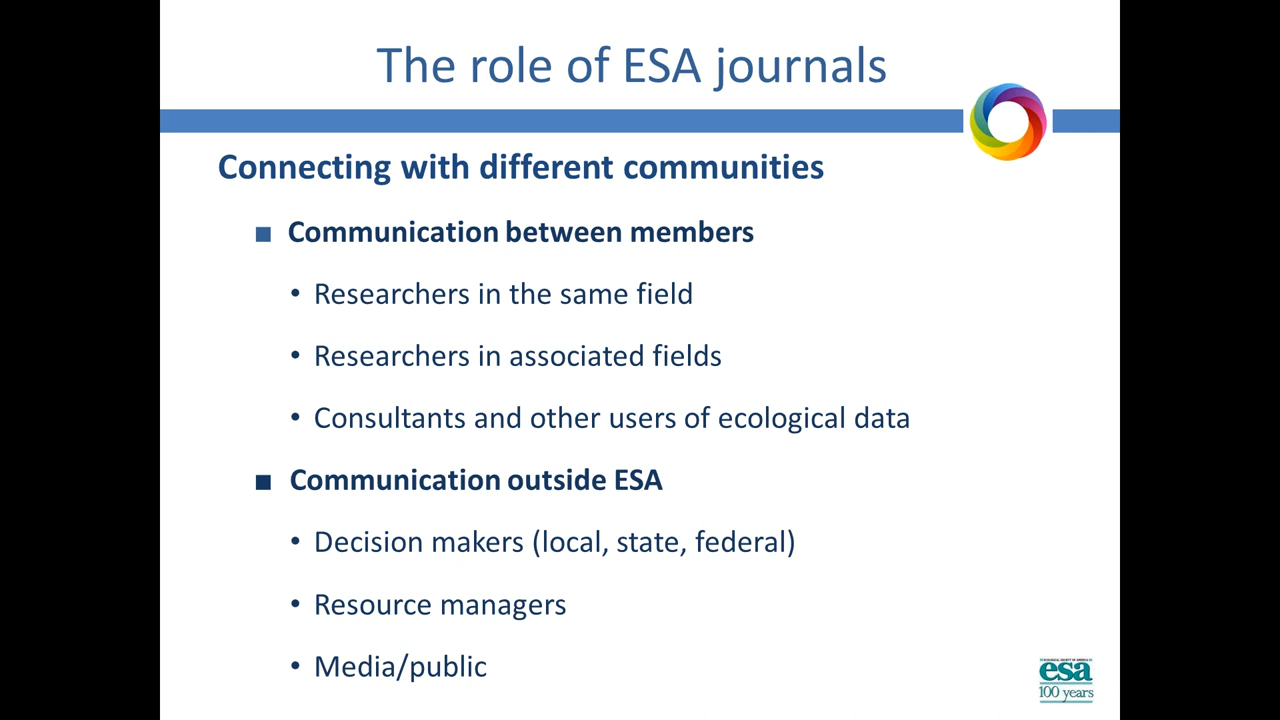 The role of ESA journals
Connecting with different communities
■ Communication between members
• Researchers in the same field
• Researchers in associated fields
• Consultants and other users of ecological data
■ Communication outside ESA
• Decision makers (local, state, federal)
• Resource managers
• Media/public
esa
100 years